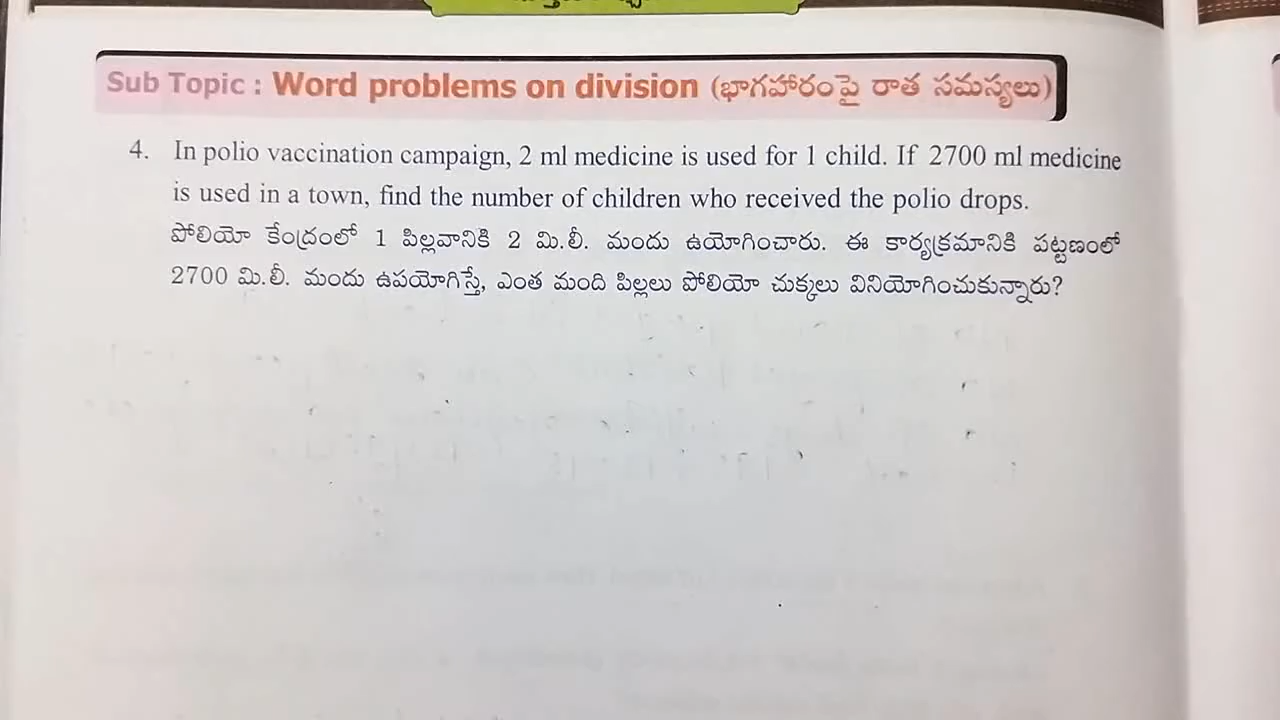 Sub Topic : Word problems on division (భాగహారంపై రాత సమస్యలు)
4. In polio vaccination campaign, 2 ml medicine is used for 1 child. If 2700 ml medicine
is used in a town, find the number of children who received the polio drops.
పోలియో కేంద్రంలో 1 పిల్లవానికి 2 మి.లీ. మందు ఉయోగించారు. ఈ కార్యక్రమానికి పట్టణంలో
2700 మి.లీ. మందు ఉపయోగిస్తే, ఎంత మంది పిల్లలు పోలియో చుక్కలు వినియోగించుకున్నారు?